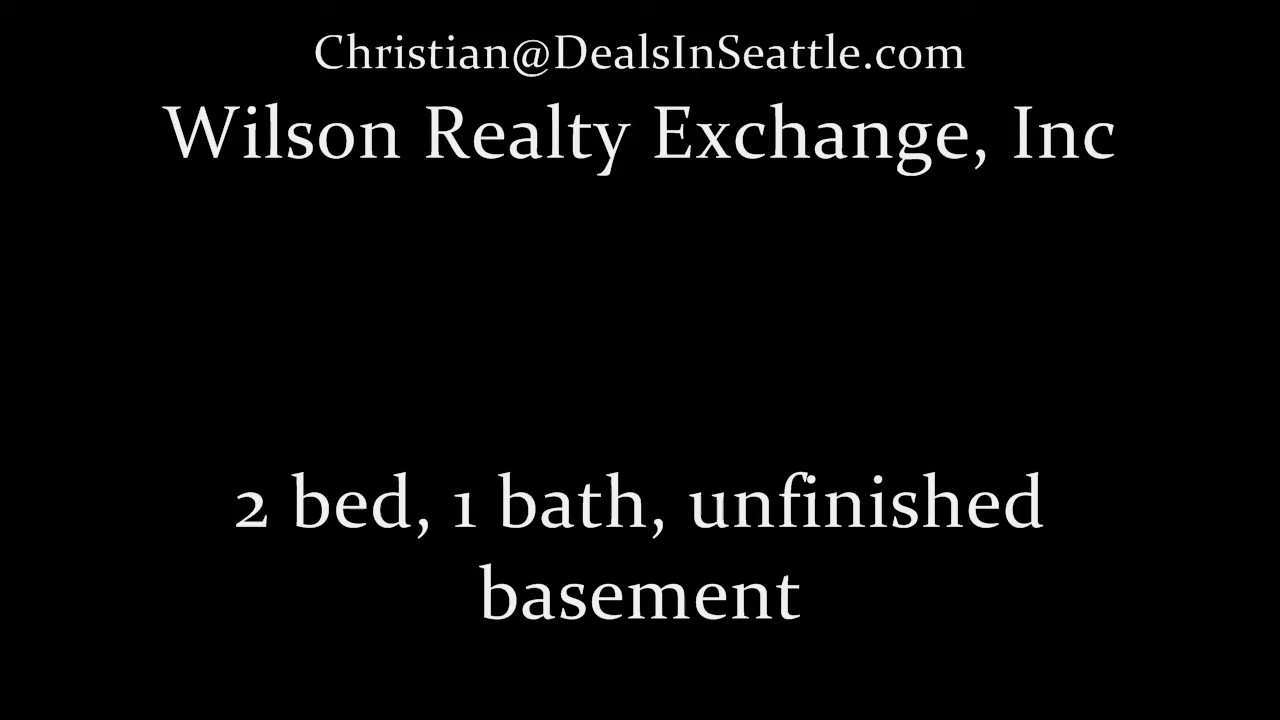 Christian@DealsInSeattle.com
Wilson Realty Exchange, Inc
2 bed, 1 bath, unfinished
basement